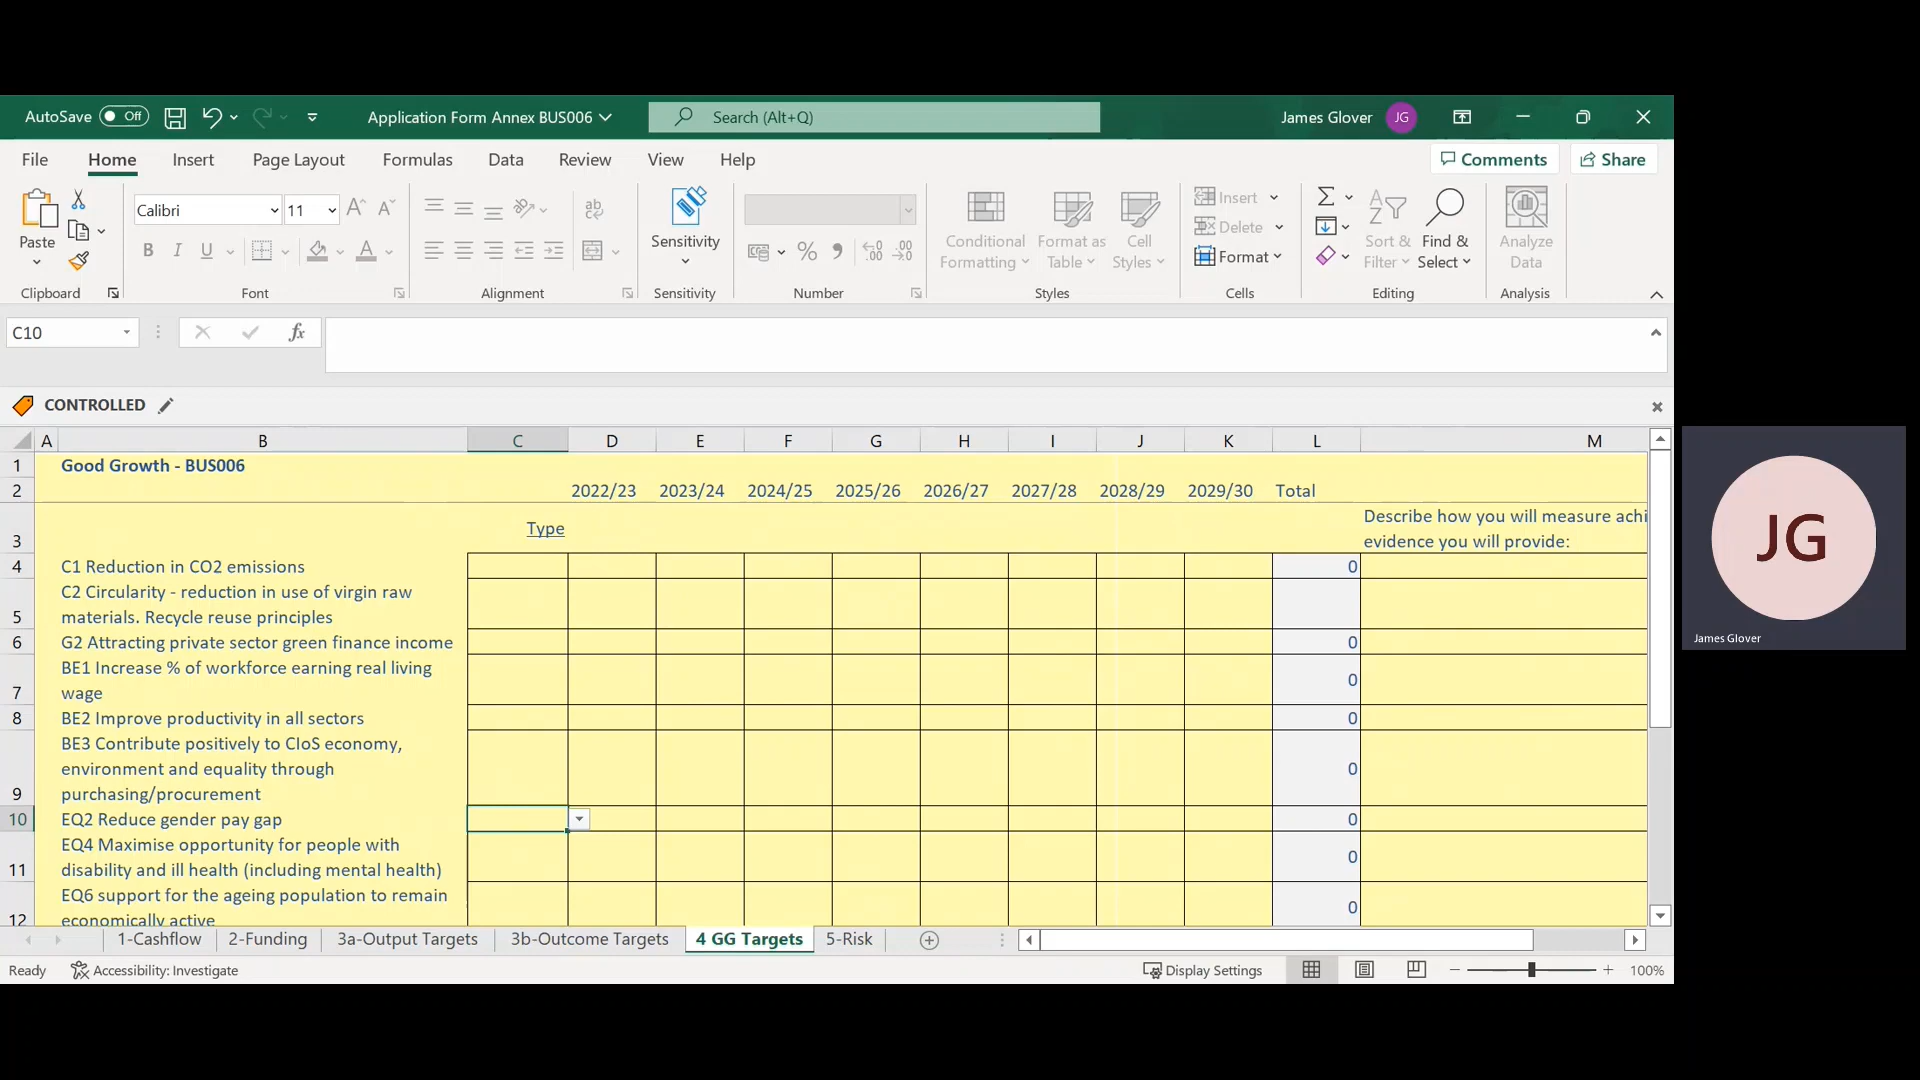 AutoSave Off Application Form Annex BUS006 Search (Alt+Q) James Glover JG
File Home Insert Page Layout Formulas Data Review View Help Comments Share
Calibri 11
Paste
B I U A
Sensitivity
Conditional Formatting
Format as Table
Cell Styles
Insert
Delete
Format
Sort & Filter
Find & Select
Analyze Data
Clipboard Font Alignment Sensitivity Number Styles Cells Editing Analysis
C10 fx
CONTROLLED
A B C D E F G H I J K L M
1 Good Growth - BUS006
2 2022/23 2023/24 2024/25 2025/26 2026/27 2027/28 2028/29 2029/30 Total
Type Describe how you will measure achi
3 evidence you will provide:
4 C1 Reduction in CO2 emissions 0
C2 Circularity - reduction in use of virgin raw
5 materials. Recycle reuse principles
6 G2 Attracting private sector green finance income 0
BE1 Increase % of workforce earning real living
7 wage 0
8 BE2 Improve productivity in all sectors 0
BE3 Contribute positively to CIoS economy,
environment and equality through 0
9 purchasing/procurement
10 EQ2 Reduce gender pay gap 0
EQ4 Maximise opportunity for people with
11 disability and ill health (including mental health) 0
EQ6 support for the ageing population to remain
12 economically active 0
1-Cashflow 2-Funding 3a-Output Targets 3b-Outcome Targets 4 GG Targets 5-Risk
Ready Accessibility: Investigate Display Settings 100%
JG
James Glover